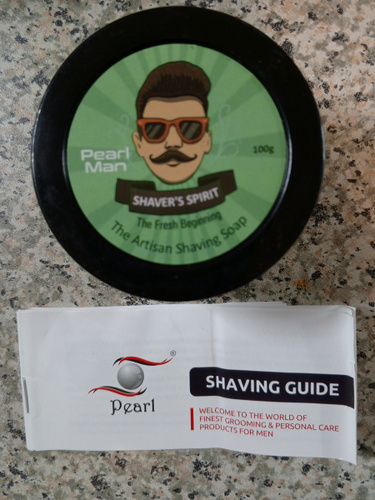 Pearl
Man
100g
SHAVER'S SPIRIT
The Fresh Beginning
The Artisan Shaving Soap
®
Pearl
SHAVING GUIDE
WELCOME TO THE WORLD OF
FINEST GROOMING & PERSONAL CARE
PRODUCTS FOR MEN